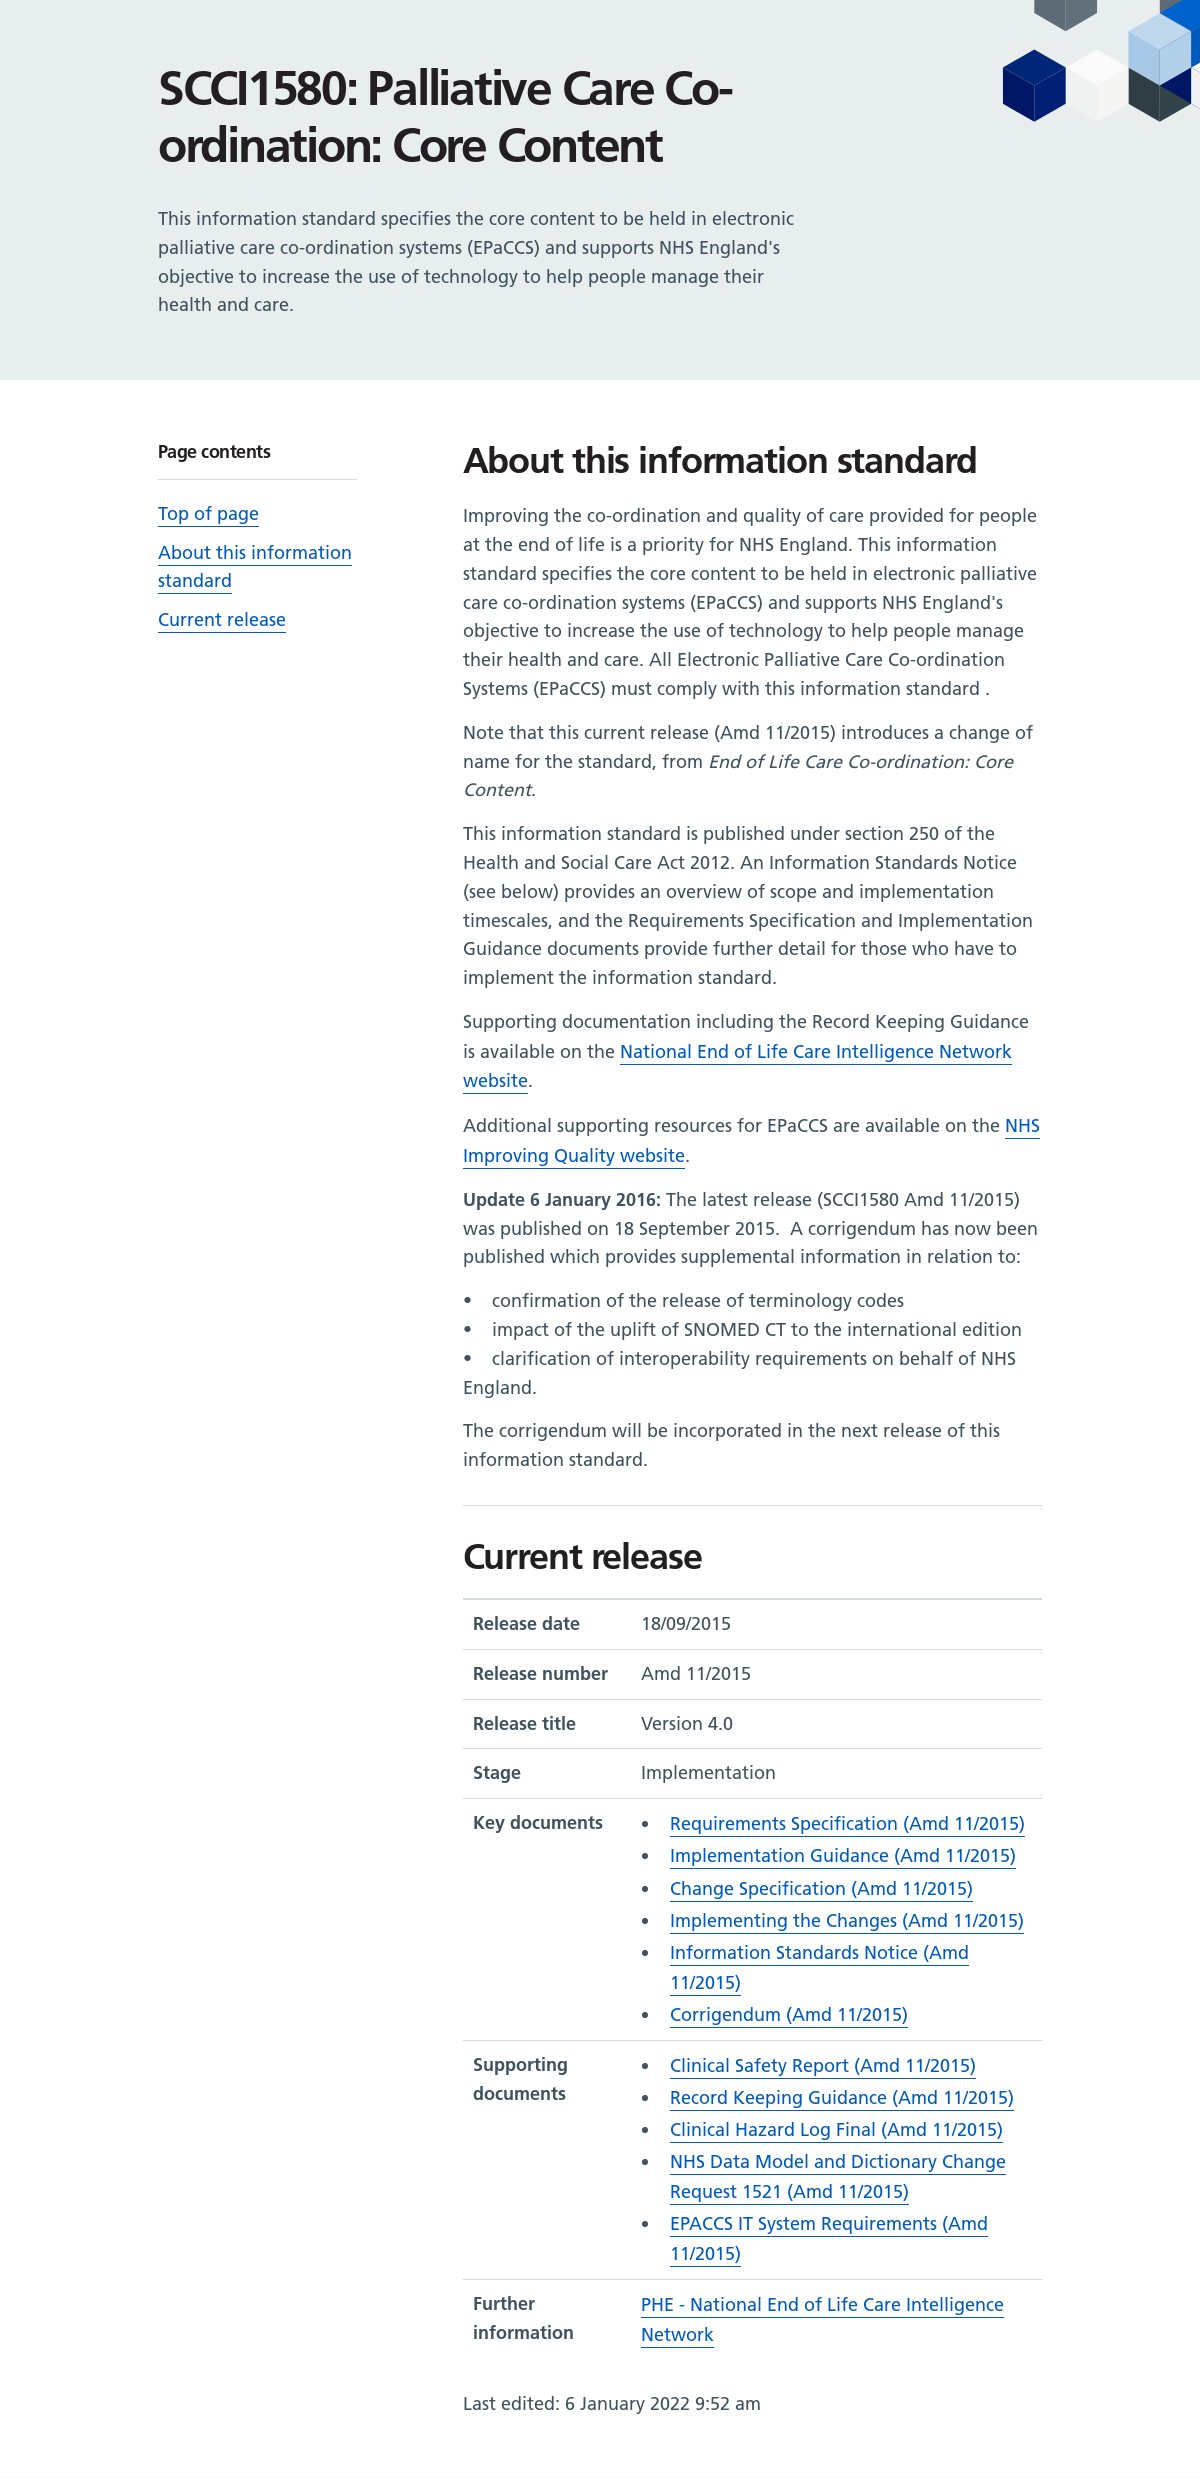 SCCI1580: Palliative Care Co-
ordination: Core Content
This information standard specifies the core content to be held in electronic
palliative care co-ordination systems (EPaCCS) and supports NHS England's
objective to increase the use of technology to help people manage their
health and care.
Page contents
Top of page
About this information
standard
Current release
About this information standard
Improving the co-ordination and quality of care provided for people
at the end of life is a priority for NHS England. This information
standard specifies the core content to be held in electronic palliative
care co-ordination systems (EPaCCS) and supports NHS England's
objective to increase the use of technology to help people manage
their health and care. All Electronic Palliative Care Co-ordination
Systems (EPaCCS) must comply with this information standard .
Note that this current release (Amd 11/2015) introduces a change of
name for the standard, from End of Life Care Co-ordination: Core
Content.
This information standard is published under section 250 of the
Health and Social Care Act 2012. An Information Standards Notice
(see below) provides an overview of scope and implementation
timescales, and the Requirements Specification and Implementation
Guidance documents provide further detail for those who have to
implement the information standard.
Supporting documentation including the Record Keeping Guidance
is available on the National End of Life Care Intelligence Network
website.
Additional supporting resources for EPaCCS are available on the NHS
Improving Quality website.
Update 6 January 2016: The latest release (SCCI1580 Amd 11/2015)
was published on 18 September 2015.  A corrigendum has now been
published which provides supplemental information in relation to:
• confirmation of the release of terminology codes
• impact of the uplift of SNOMED CT to the international edition
• clarification of interoperability requirements on behalf of NHS
England.
The corrigendum will be incorporated in the next release of this
information standard.
Current release
Release date 18/09/2015
Release number Amd 11/2015
Release title Version 4.0
Stage Implementation
Key documents • Requirements Specification (Amd 11/2015)
• Implementation Guidance (Amd 11/2015)
• Change Specification (Amd 11/2015)
• Implementing the Changes (Amd 11/2015)
• Information Standards Notice (Amd
11/2015)
• Corrigendum (Amd 11/2015)
Supporting
documents
• Clinical Safety Report (Amd 11/2015)
• Record Keeping Guidance (Amd 11/2015)
• Clinical Hazard Log Final (Amd 11/2015)
• NHS Data Model and Dictionary Change
Request 1521 (Amd 11/2015)
• EPACCS IT System Requirements (Amd
11/2015)
Further
information
PHE - National End of Life Care Intelligence
Network
Last edited: 6 January 2022 9:52 am